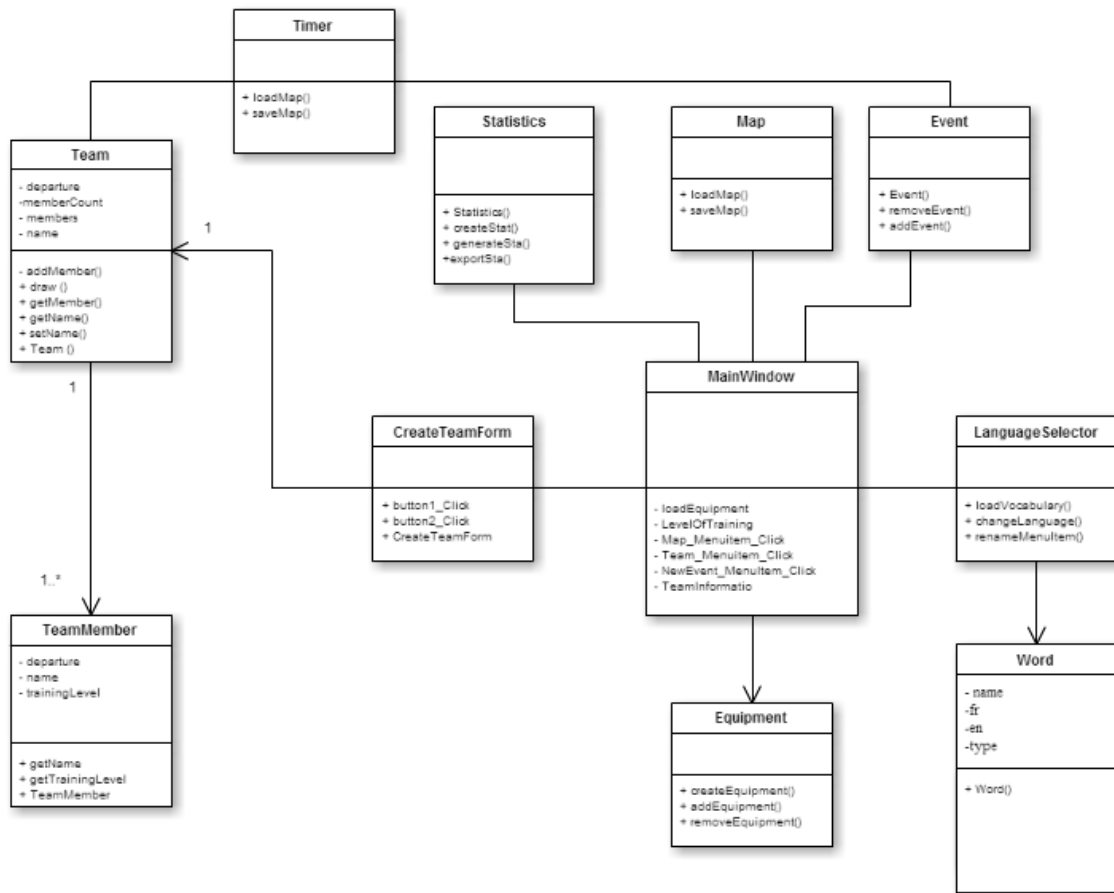 Timer
+ loadMap()
+ saveMap()
Statistics
+ Statistics()
+ createStat()
+ generateSta()
+exportSta()
Map
+ loadMap()
+ saveMap()
Event
+ Event()
+ removeEvent()
+ addEvent()
Team
- departure
-memberCount
- members
- name
- addMember()
+ draw ()
+ getMember()
+ getName()
+ setName()
+ Team ()
1
1
1..*
CreateTeamForm
+ button1_Click
+ button2_Click
+ CreateTeamForm
MainWindow
- loadEquipment
- LevelOfTraining
- Map_MenuItem_Click
- Team_MenuItem_Click
- NewEvent_MenuItem_Click
- TeamInformatio
LanguageSelector
+ loadVocabulary()
+ changeLanguage()
+ renameMenuItem()
TeamMember
- departure
- name
- trainingLevel
+ getName
+ getTrainingLevel
+ TeamMember
Equipment
+ createEquipment()
+ addEquipment()
+ removeEquipment()
Word
- name
-fr
-en
-type
+ Word()